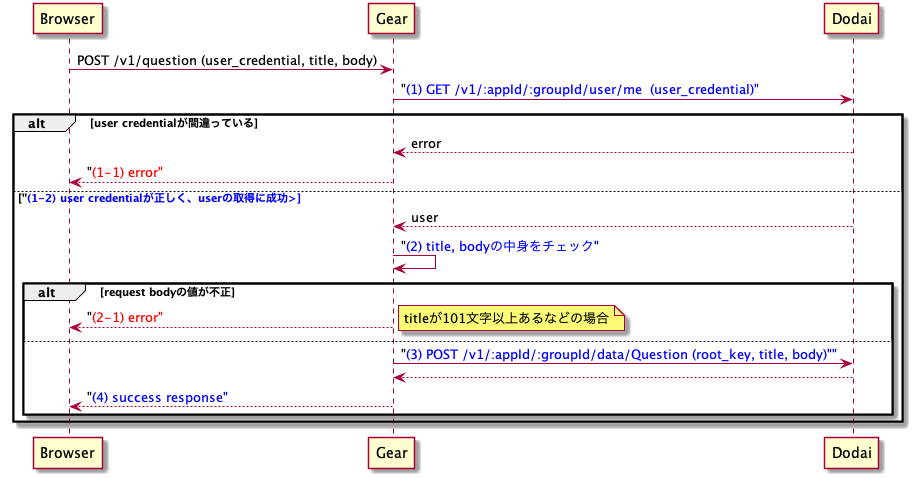 Browser
Gear
Dodai
POST /v1/question (user_credential, title, body)
"(1) GET /v1/:appId/:groupId/user/me  (user_credential)"
alt
[user credentialが間違っている]
error
"(1-1) error"
["(1-2) user credentialが正しく、userの取得に成功>]
user
"(2) title, bodyの中身をチェック"
alt
[request bodyの値が不正]
"(2-1) error"
titleが101文字以上あるなどの場合
"(3) POST /v1/:appId/:groupId/data/Question (root_key, title, body)""
"(4) success response"
Browser
Gear
Dodai